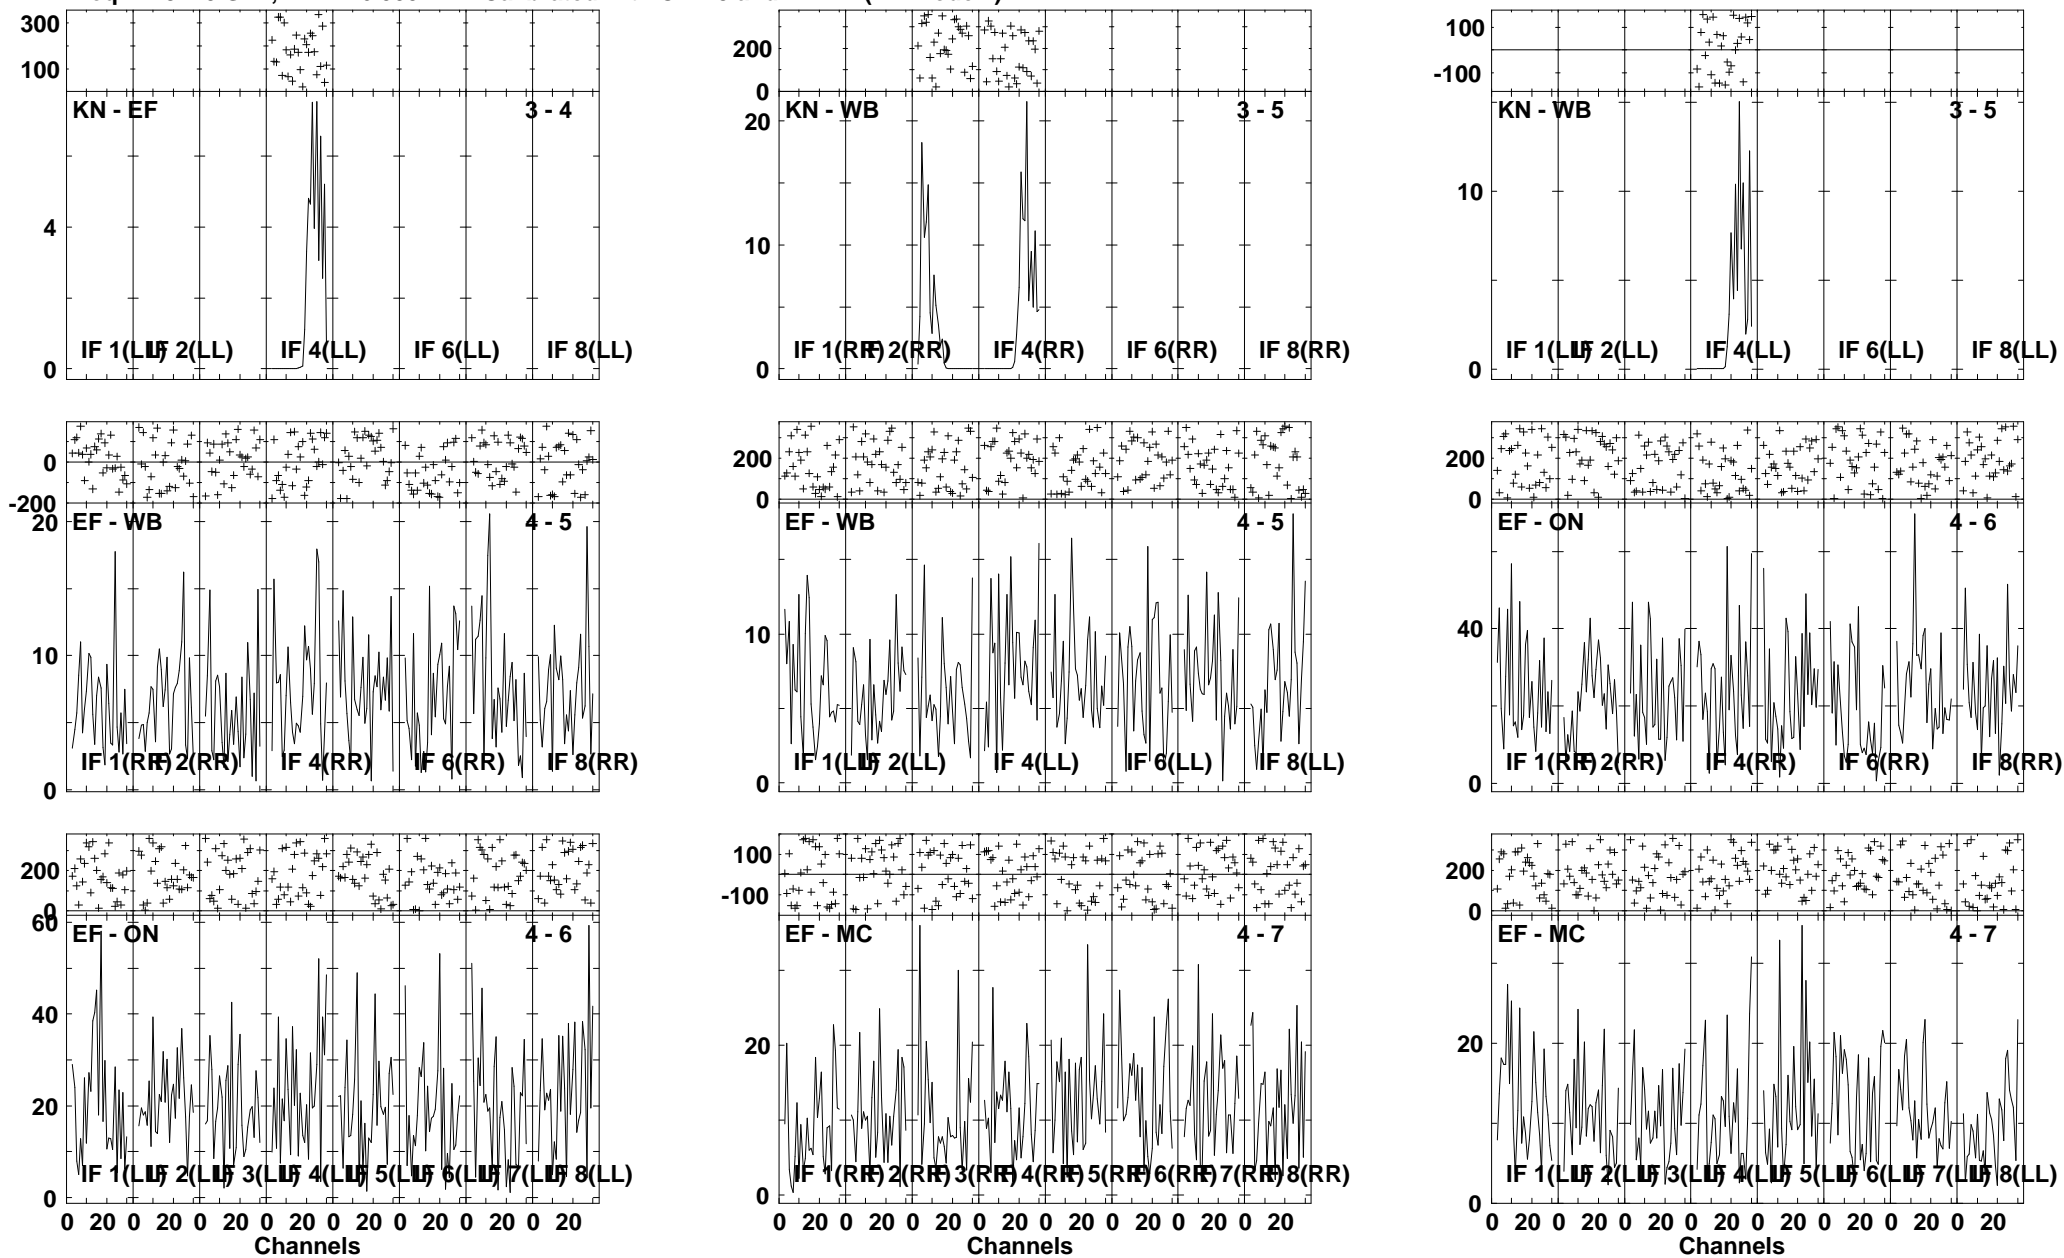 300
100
KN - EF 3 - 4
4
0
IF 1(LL) IF 2(LL) IF 4(LL) IF 6(LL) IF 8(LL)
200
0
KN - WB 3 - 5
20
10
0
IF 1(RR) IF 2(RR) IF 4(RR) IF 6(RR) IF 8(RR)
100
-100
KN - WB 3 - 5
10
0
IF 1(LL) IF 2(LL) IF 4(LL) IF 6(LL) IF 8(LL)
0
-200
EF - WB 4 - 5
20
10
0
IF 1(RR) IF 2(RR) IF 4(RR) IF 6(RR) IF 8(RR)
200
0
EF - WB 4 - 5
10
0
IF 1(LL) IF 2(LL) IF 4(LL) IF 6(LL) IF 8(LL)
200
0
EF - ON 4 - 6
40
0
IF 1(RR) IF 2(RR) IF 4(RR) IF 6(RR) IF 8(RR)
200
0
EF - ON 4 - 6
60
40
20
0
IF 1(LL) IF 2(LL) IF 3(LL) IF 4(LL) IF 5(LL) IF 6(LL) IF 7(LL) IF 8(LL)
0 20 0 20 0 20 0 20 0 20 0 20 0 20 0 20
Channels
100
-100
EF - MC 4 - 7
20
10
0
IF 1(RR) IF 2(RR) IF 3(RR) IF 4(RR) IF 5(RR) IF 6(RR) IF 7(RR) IF 8(RR)
0 20 0 20 0 20 0 20 0 20 0 20 0 20 0 20
Channels
200
0
EF - MC 4 - 7
20
0
IF 1(LL) IF 2(LL) IF 3(LL) IF 4(LL) IF 5(LL) IF 6(LL) IF 7(LL) IF 8(LL)
0 20 0 20 0 20 0 20 0 20 0 20 0 20 0 20
Channels